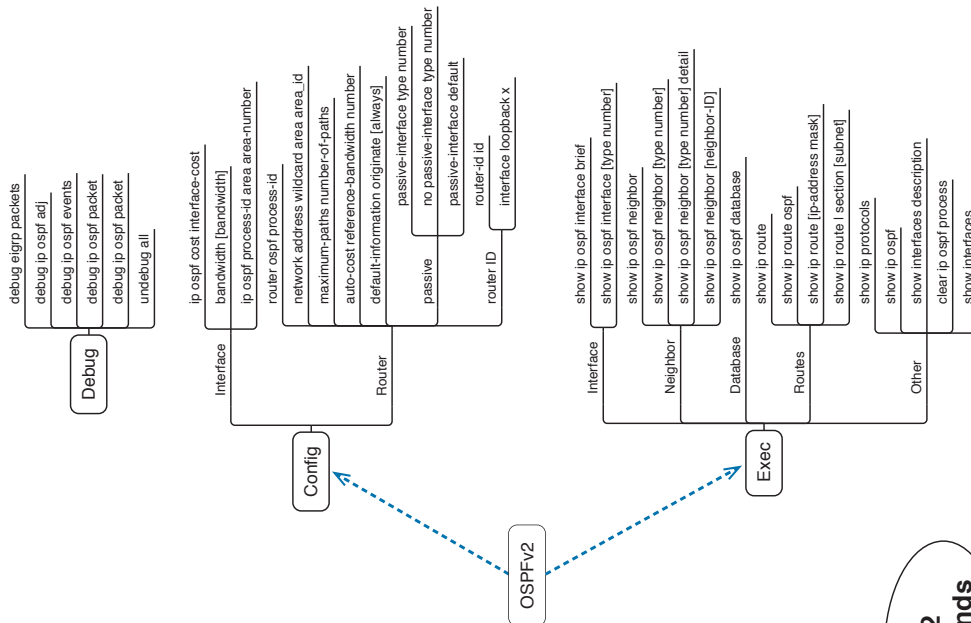 debug eigrp packets
debug ip ospf adj
debug ip ospf events
debug ip ospf packet
debug ip ospf packet
undebug all
Debug
ip ospf cost interface-cost
bandwidth [bandwidth]
ip ospf process-id area area-number
Interface
router ospf process-id
network address wildcard area area_id
maximum-paths number-of-paths
auto-cost reference-bandwidth number
default-information originate [always]
passive-interface type number
no passive-interface type number
passive-interface default
passive
router-id id
interface loopback x
router ID
Router
Config
show ip ospf interface brief
show ip ospf interface [type number]
Interface
show ip ospf neighbor
show ip ospf neighbor [type number]
show ip ospf neighbor [type number] detail
show ip ospf neighbor [neighbor-ID]
Neighbor
show ip ospf database
Database
show ip route
show ip route ospf
show ip route [ip-address mask]
show ip route | section [subnet]
Routes
show ip protocols
show ip ospf
show interfaces description
clear ip ospf process
show interfaces
Other
Exec
OSPFv2